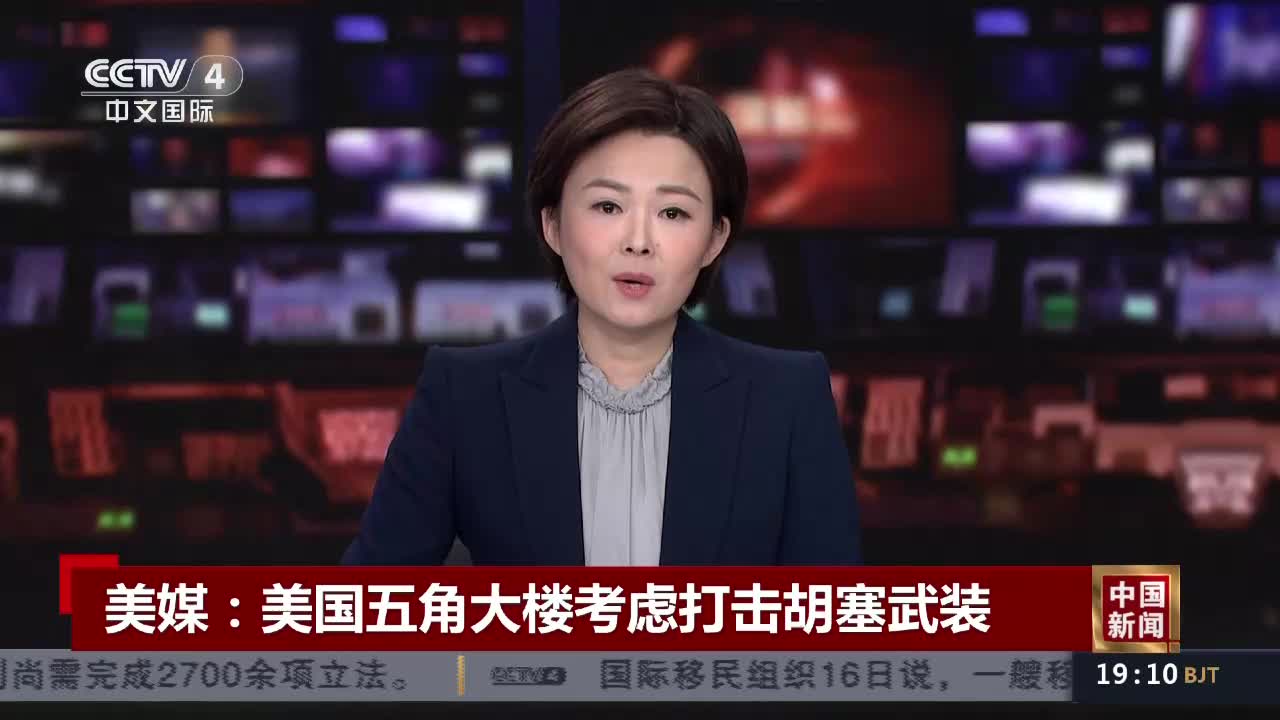 CCTV 4
中文国际
美媒：美国五角大楼考虑打击胡塞武装
中国
新闻
尚需完成2700余项立法。 CCTV4 国际移民组织16日说，一艘移
19:10 BJT